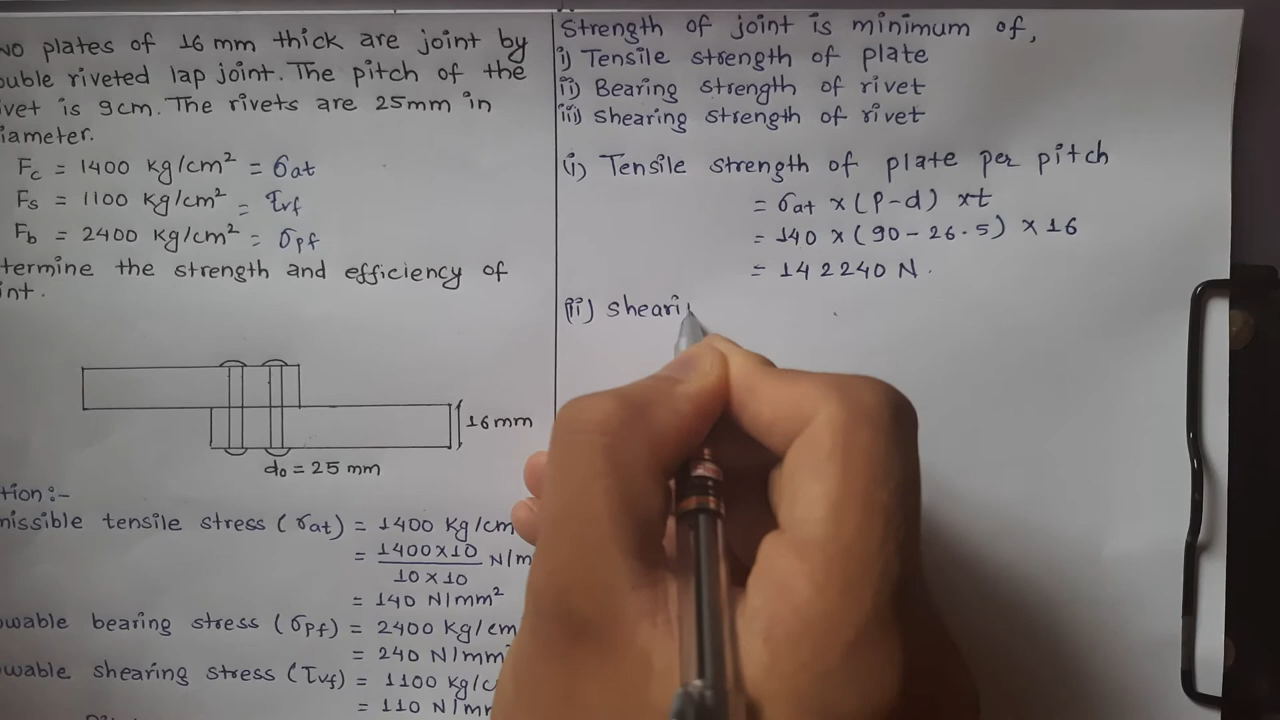 wo plates of 16 mm thick are joint by
ouble riveted lap joint. The pitch of the
ivet is 9cm. The rivets are 25mm in
iameter.
Fc = 1400 kg/cm² = σat
Fs = 1100 kg/cm² = τvf
Fb = 2400 kg/cm² = σpf
termine the strength and efficiency of
int.
16mm
d₀ = 25 mm
tion :-
missible tensile stress (σat) = 1400 kg/cm
= 1400 x 10 / 10 x 10 N/m
= 140 N/mm²
owable bearing stress (σpf) = 2400 kg/cm
= 240 N/mm
owable shearing stress (τvf) = 1100 kg/c
= 110 N/mm
Strength of joint is minimum of,
i) Tensile strength of plate
ii) Bearing strength of rivet
iii) shearing strength of rivet
(i) Tensile strength of plate per pitch
= σat x (P-d) xt
= 140 x (90 - 26.5) x 16
= 142240 N.
(ii) sheari